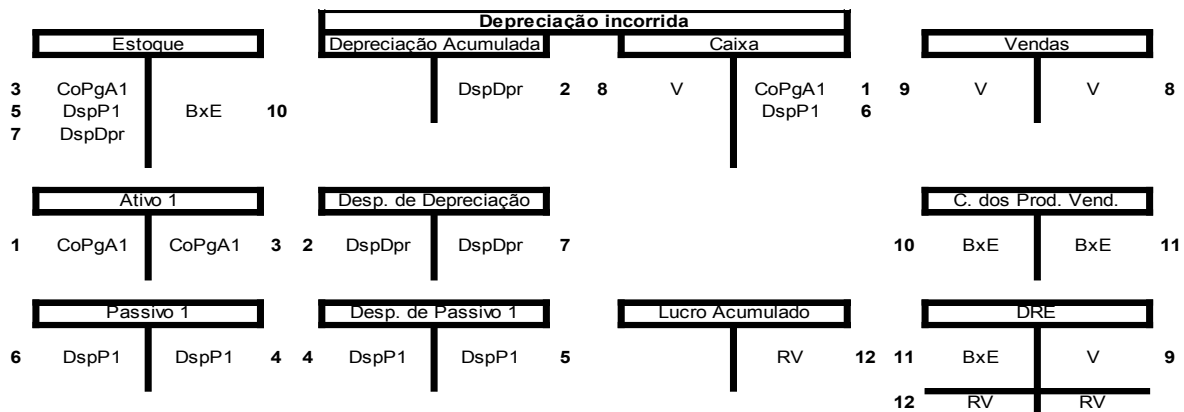 Depreciação incorrida
Estoque Depreciação Acumulada Caixa Vendas
3 CoPgA1 DspDpr 2 8 V CoPgA1 1 9 V V 8
5 DspP1 BxE 10 DspP1 6
7 DspDpr
Ativo 1 Desp. de Depreciação C. dos Prod. Vend.
1 CoPgA1 CoPgA1 3 2 DspDpr DspDpr 7 10 BxE BxE 11
Passivo 1 Desp. de Passivo 1 Lucro Acumulado DRE
6 DspP1 DspP1 4 4 DspP1 DspP1 5 RV 12 11 BxE V 9
12 RV RV